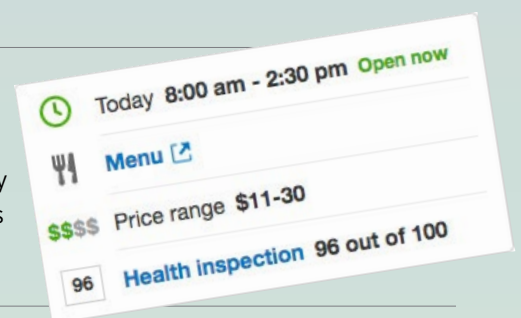 Today 8:00 am - 2:30 pm Open now
Menu
y
s
$$$$ Price range $11-30
96 Health inspection 96 out of 100